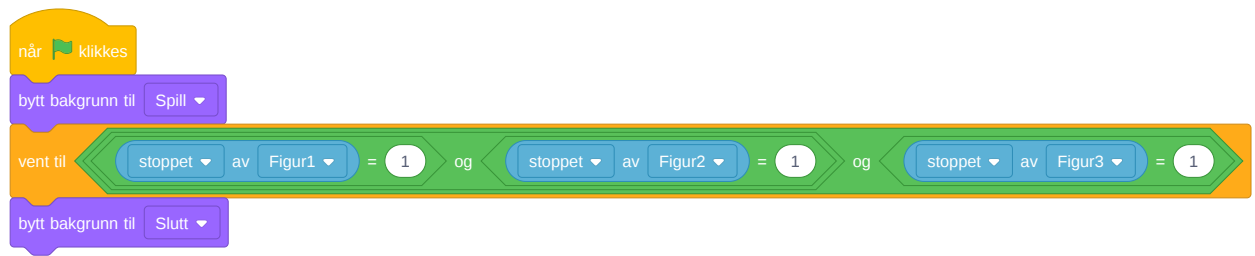 når klikkes
bytt bakgrunn til Spill
vent til stoppet av Figur1 = 1 og stoppet av Figur2 = 1 og stoppet av Figur3 = 1
bytt bakgrunn til Slutt